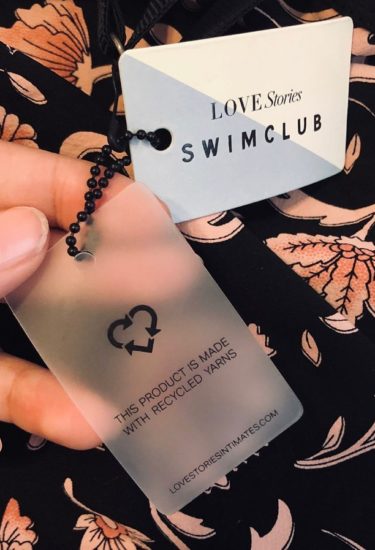 LOVE Stories
SWIMCLUB
THIS PRODUCT IS MADE
WITH RECYCLED YARNS
LOVESTORIESINTIMATES.COM